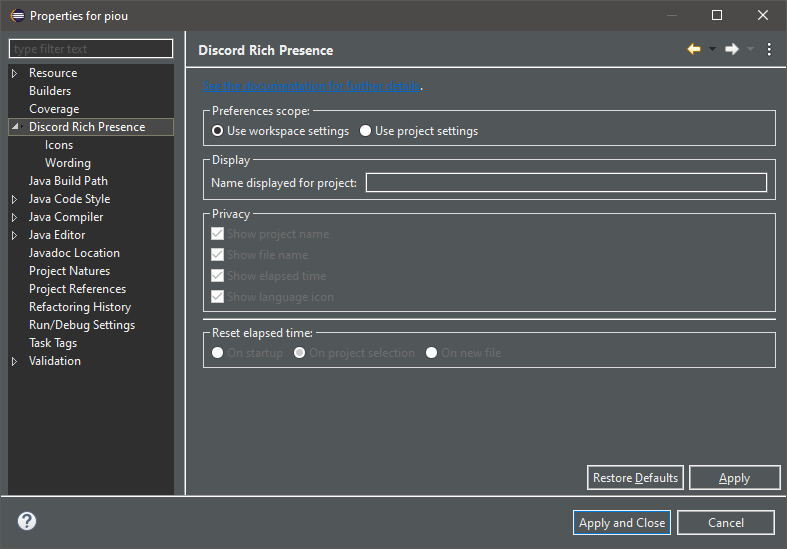 Properties for piou
type filter text
Discord Rich Presence
Resource
Builders
Coverage
Discord Rich Presence
Icons
Wording
Java Build Path
Java Code Style
Java Compiler
Java Editor
Javadoc Location
Project Natures
Project References
Refactoring History
Run/Debug Settings
Task Tags
Validation
See the documentation for further details.
Preferences scope:
Use workspace settings Use project settings
Display
Name displayed for project:
Privacy
Show project name
Show file name
Show elapsed time
Show language icon
Reset elapsed time:
On startup On project selection On new file
Restore Defaults Apply
? Apply and Close Cancel